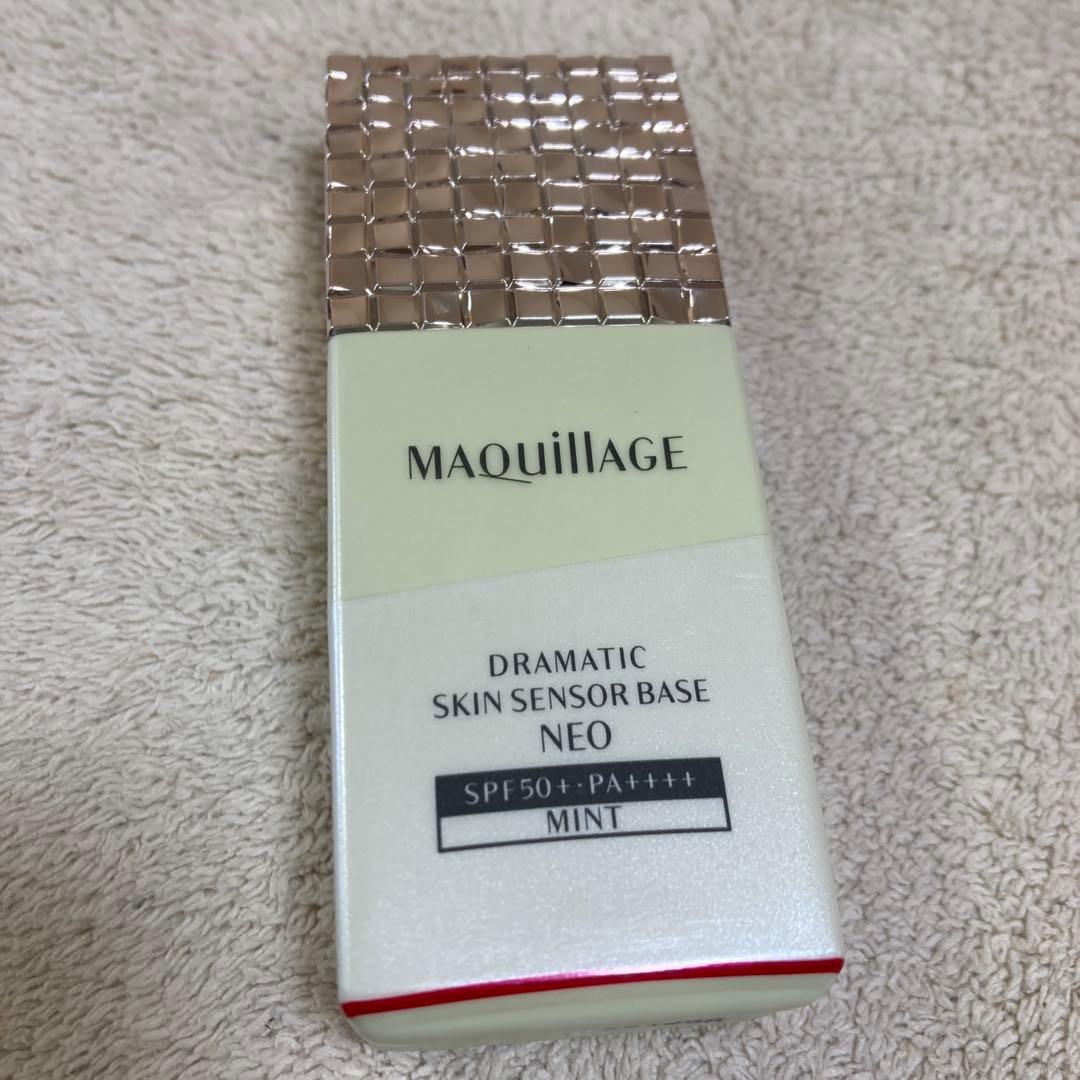 MAQuillAGE
DRAMATIC
SKIN SENSOR BASE
NEO
SPF50+・PA++++
MINT